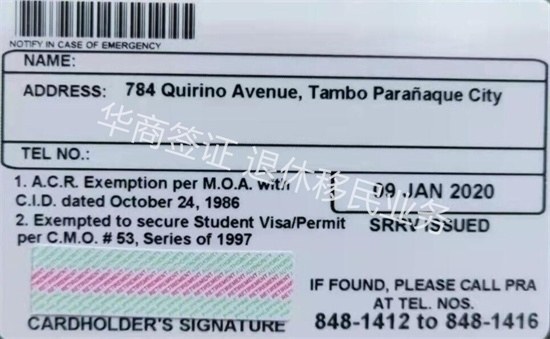 NOTIFY IN CASE OF EMERGENCY
NAME:
ADDRESS: 784 Quirino Avenue, Tambo Parañaque City
TEL NO.:
1. A.C.R. Exemption per M.O.A. with
C.I.D. dated October 24, 1986
2. Exempted to secure Student Visa/Permit
per C.M.O. # 53, Series of 1997
09 JAN 2020
SRRV ISSUED
CARDHOLDER'S SIGNATURE
IF FOUND, PLEASE CALL PRA
AT TEL. NOS.
848-1412 to 848-1416
华商签证 退休移民业务